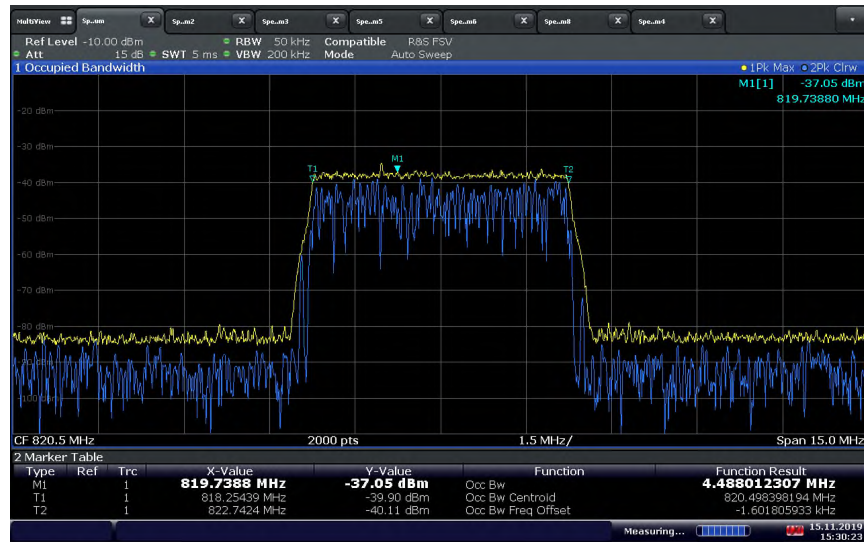 MultiView Sp..um X Sp..m2 X Spe..m3 X Spe..m5 X Spe..m6 X Spe..m8 X Spe..m4 X
Ref Level -10.00 dBm RBW 50 kHz Compatible R&S FSV
Att 15 dB SWT 5 ms VBW 200 kHz Mode Auto Sweep
1 Occupied Bandwidth 1Pk Max 2Pk Clrw
M1[1] -37.05 dBm
819.73880 MHz
-20 dBm
-30 dBm
M1
T1 T2
-40 dBm
-50 dBm
-60 dBm
-70 dBm
-80 dBm
-100 dBm
CF 820.5 MHz 2000 pts 1.5 MHz/ Span 15.0 MHz
2 Marker Table
Type Ref Trc X-Value Y-Value Function Function Result
M1 1 819.7388 MHz -37.05 dBm Occ Bw 4.488012307 MHz
T1 1 818.25439 MHz -39.90 dBm Occ Bw Centroid 820.498398194 MHz
T2 1 822.7424 MHz -40.11 dBm Occ Bw Freq Offset -1.601805933 kHz
Measuring... 15.11.2019
15:30:23